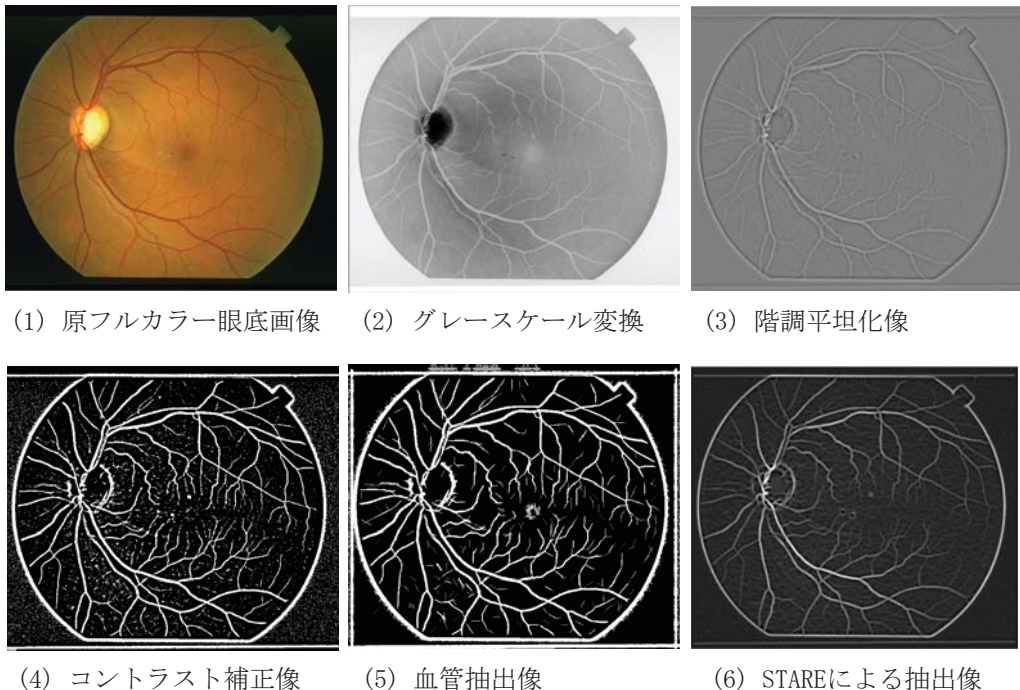 (1) 原フルカラー眼底画像
(2) グレースケール変換
(3) 階調平坦化像
(4) コントラスト補正像
(5) 血管抽出像
(6) STAREによる抽出像